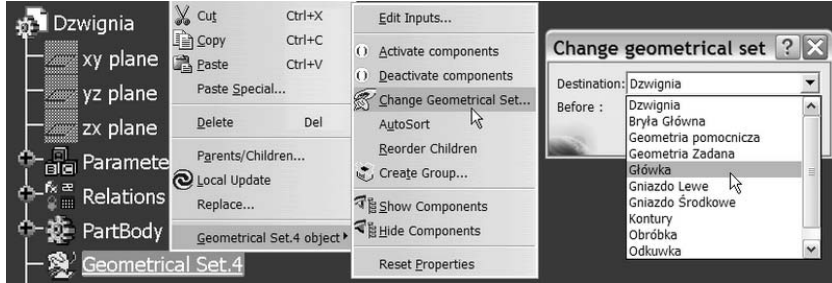 Dzwignia
xy plane
yz plane
zx plane
Paramete
Relations
PartBody
Geometrical Set.4
Cut Ctrl+X
Copy Ctrl+C
Paste Ctrl+V
Paste Special...
Delete Del
Parents/Children...
Local Update
Replace...
Geometrical Set.4 object
Edit Inputs...
Activate components
Deactivate components
Change Geometrical Set...
AutoSort
Reorder Children
Create Group...
Show Components
Hide Components
Reset Properties
Change geometrical set
Destination: Dzwignia
Before :
Dzwignia
Bryła Główna
Geometria pomocnicza
Geometria Zadana
Główka
Gniazdo Lewe
Gniazdo Środkowe
Kontury
Obróbka
Odkuwka